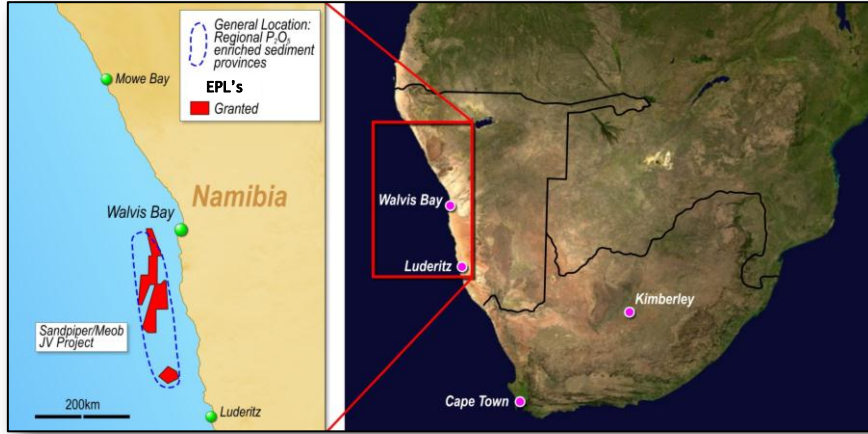 General Location:
Regional P₂O₅
enriched sediment
provinces
EPL's
Granted
Mowe Bay
Namibia
Walvis Bay
Sandpiper/Meob
JV Project
200km
Luderitz
Walvis Bay
Luderitz
Kimberley
Cape Town